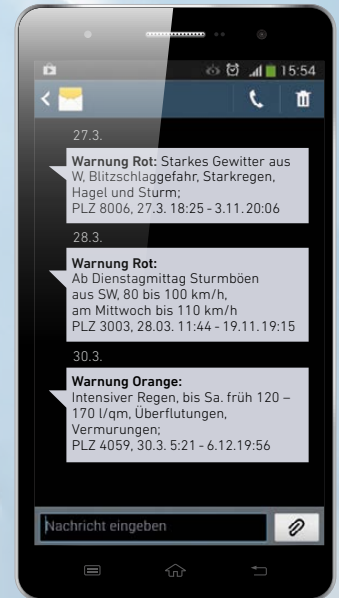 15:54
27.3.
Warnung Rot: Starkes Gewitter aus
W, Blitzschlaggefahr, Starkregen,
Hagel und Sturm;
PLZ 8006, 27.3. 18:25 - 3.11. 20:06
28.3.
Warnung Rot:
Ab Dienstagmittag Sturmböen
aus SW, 80 bis 100 km/h,
am Mittwoch bis 110 km/h
PLZ 3003, 28.03. 11:44 - 19.11. 19:15
30.3.
Warnung Orange:
Intensiver Regen, bis Sa. früh 120 –
170 l/qm, Überflutungen,
Vermurungen;
PLZ 4059, 30.3. 5:21 - 6.12.19:56
Nachricht eingeben